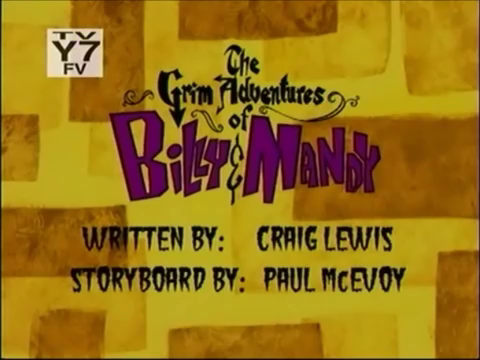 TV
Y7
FV
The
Grim Adventures
of
Billy & Mandy
WRITTEN BY: CRAIG LEWIS
STORYBOARD BY: PAUL McEVOY